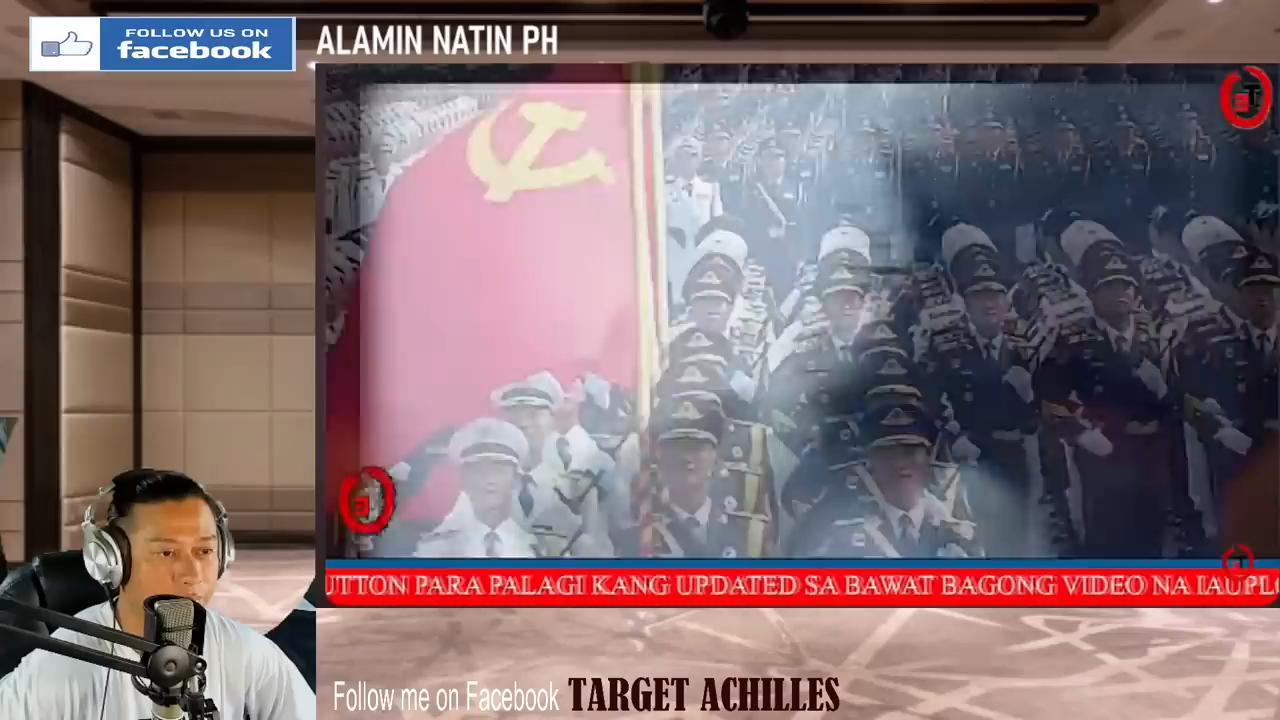 FOLLOW US ON
facebook
ALAMIN NATIN PH
UTTON PARA PALAGI KANG UPDATED SA BAWAT BAGONG VIDEO NA IAUPL
Follow me on Facebook TARGET ACHILLES